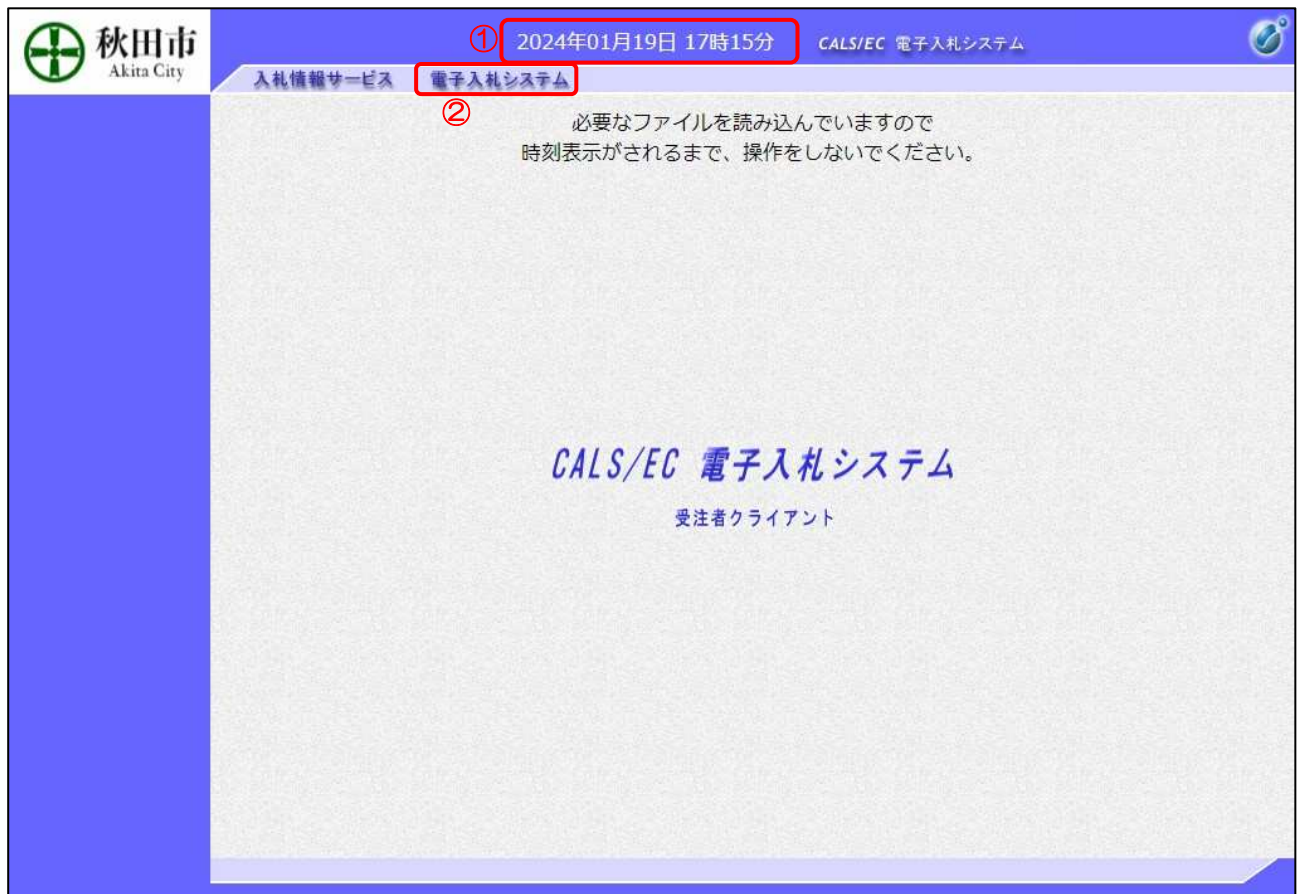 秋田市
Akita City
① 2024年01月19日 17時15分 CALS/EC 電子入札システム
入札情報サービス 電子入札システム
②
必要なファイルを読み込んでいますので
時刻表示がされるまで、操作をしないでください。
CALS/EC 電子入札システム
受注者クライアント